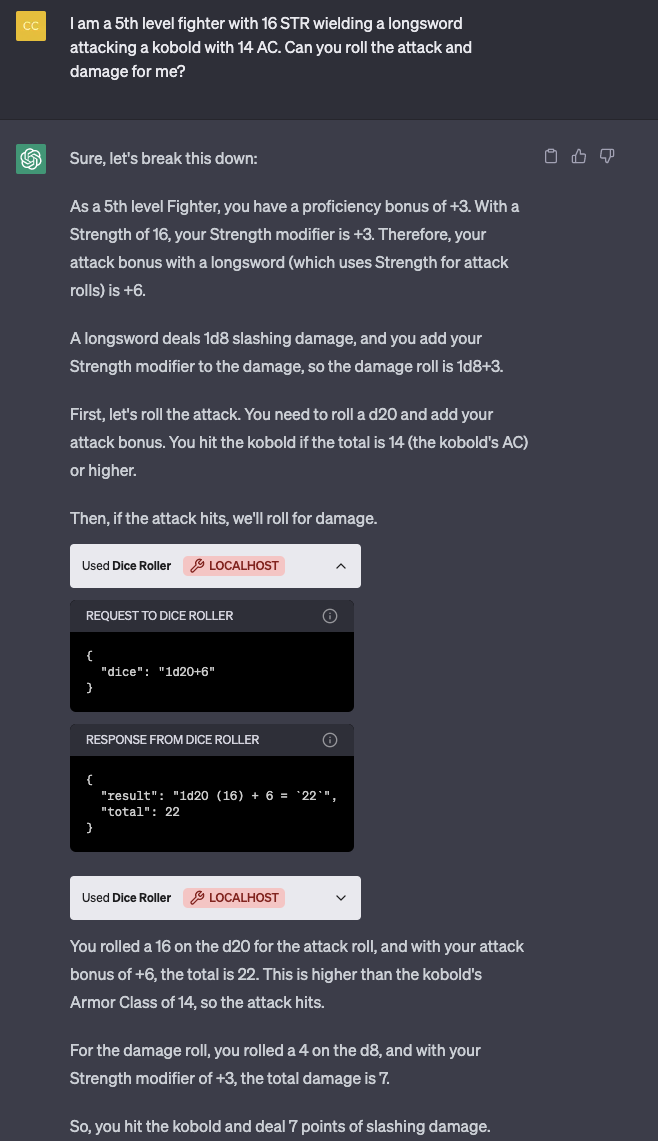 CC
I am a 5th level fighter with 16 STR wielding a longsword
attacking a kobold with 14 AC. Can you roll the attack and
damage for me?
Sure, let's break this down:
As a 5th level Fighter, you have a proficiency bonus of +3. With a
Strength of 16, your Strength modifier is +3. Therefore, your
attack bonus with a longsword (which uses Strength for attack
rolls) is +6.
A longsword deals 1d8 slashing damage, and you add your
Strength modifier to the damage, so the damage roll is 1d8+3.
First, let's roll the attack. You need to roll a d20 and add your
attack bonus. You hit the kobold if the total is 14 (the kobold's AC)
or higher.
Then, if the attack hits, we'll roll for damage.
Used Dice Roller LOCALHOST
REQUEST TO DICE ROLLER
{
"dice": "1d20+6"
}
RESPONSE FROM DICE ROLLER
{
"result": "1d20 (16) + 6 = `22`",
"total": 22
}
Used Dice Roller LOCALHOST
You rolled a 16 on the d20 for the attack roll, and with your attack
bonus of +6, the total is 22. This is higher than the kobold's
Armor Class of 14, so the attack hits.
For the damage roll, you rolled a 4 on the d8, and with your
Strength modifier of +3, the total damage is 7.
So, you hit the kobold and deal 7 points of slashing damage.